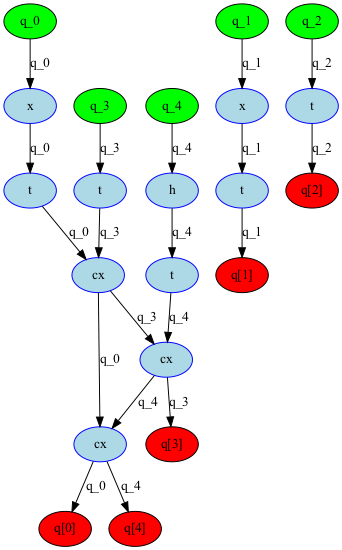 q_0 q_1 q_2
q_0 q_1 q_2
x q_3 q_4 x t
q_0 q_3 q_4 q_1 q_2
t t h t q[2]
q_0 q_3 q_4 q_1
cx t q[1]
q_3 q_4
q_0 cx
q_4 q_3
cx q[3]
q_0 q_4
q[0] q[4]